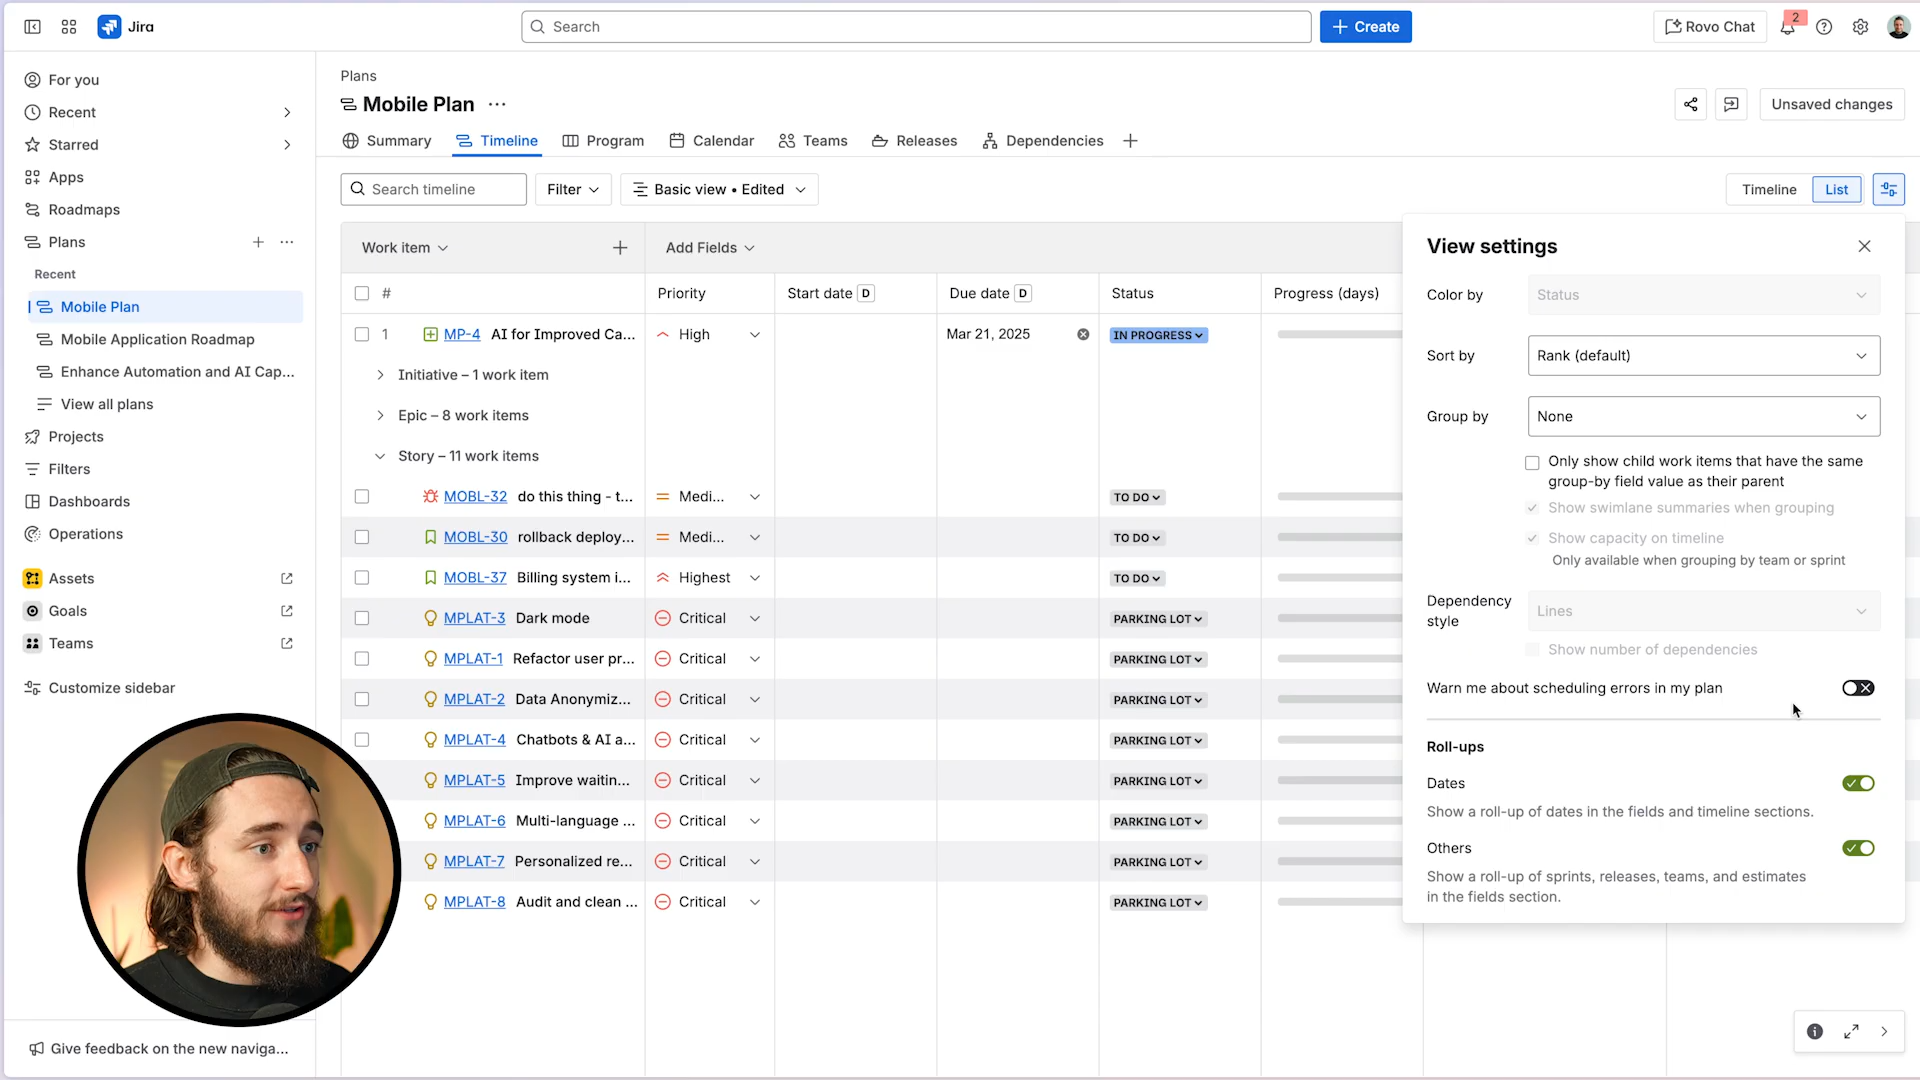 Jira
Search
Create
Rovo Chat
2
For you
Recent
Starred
Apps
Roadmaps
Plans
Recent
Mobile Plan
Mobile Application Roadmap
Enhance Automation and AI Cap...
View all plans
Projects
Filters
Dashboards
Operations
Assets
Goals
Teams
Customize sidebar
Give feedback on the new naviga...
Plans
Mobile Plan
Unsaved changes
Summary
Timeline
Program
Calendar
Teams
Releases
Dependencies
Search timeline
Filter
Basic view • Edited
Timeline
List
Work item
Add Fields
# Priority Start date D Due date D Status Progress (days)
1 MP-4 AI for Improved Ca... High Mar 21, 2025 IN PROGRESS
Initiative – 1 work item
Epic – 8 work items
Story – 11 work items
MOBL-32 do this thing - t... Medi... TO DO
MOBL-30 rollback deploy... Medi... TO DO
MOBL-37 Billing system i... Highest TO DO
MPLAT-3 Dark mode Critical PARKING LOT
MPLAT-1 Refactor user pr... Critical PARKING LOT
MPLAT-2 Data Anonymiz... Critical PARKING LOT
MPLAT-4 Chatbots & AI a... Critical PARKING LOT
MPLAT-5 Improve waitin... Critical PARKING LOT
MPLAT-6 Multi-language ... Critical PARKING LOT
MPLAT-7 Personalized re... Critical PARKING LOT
MPLAT-8 Audit and clean ... Critical PARKING LOT
View settings
Color by Status
Sort by Rank (default)
Group by None
Only show child work items that have the same
group-by field value as their parent
Show swimlane summaries when grouping
Show capacity on timeline
Only available when grouping by team or sprint
Dependency
style
Lines
Show number of dependencies
Warn me about scheduling errors in my plan
Roll-ups
Dates
Show a roll-up of dates in the fields and timeline sections.
Others
Show a roll-up of sprints, releases, teams, and estimates
in the fields section.